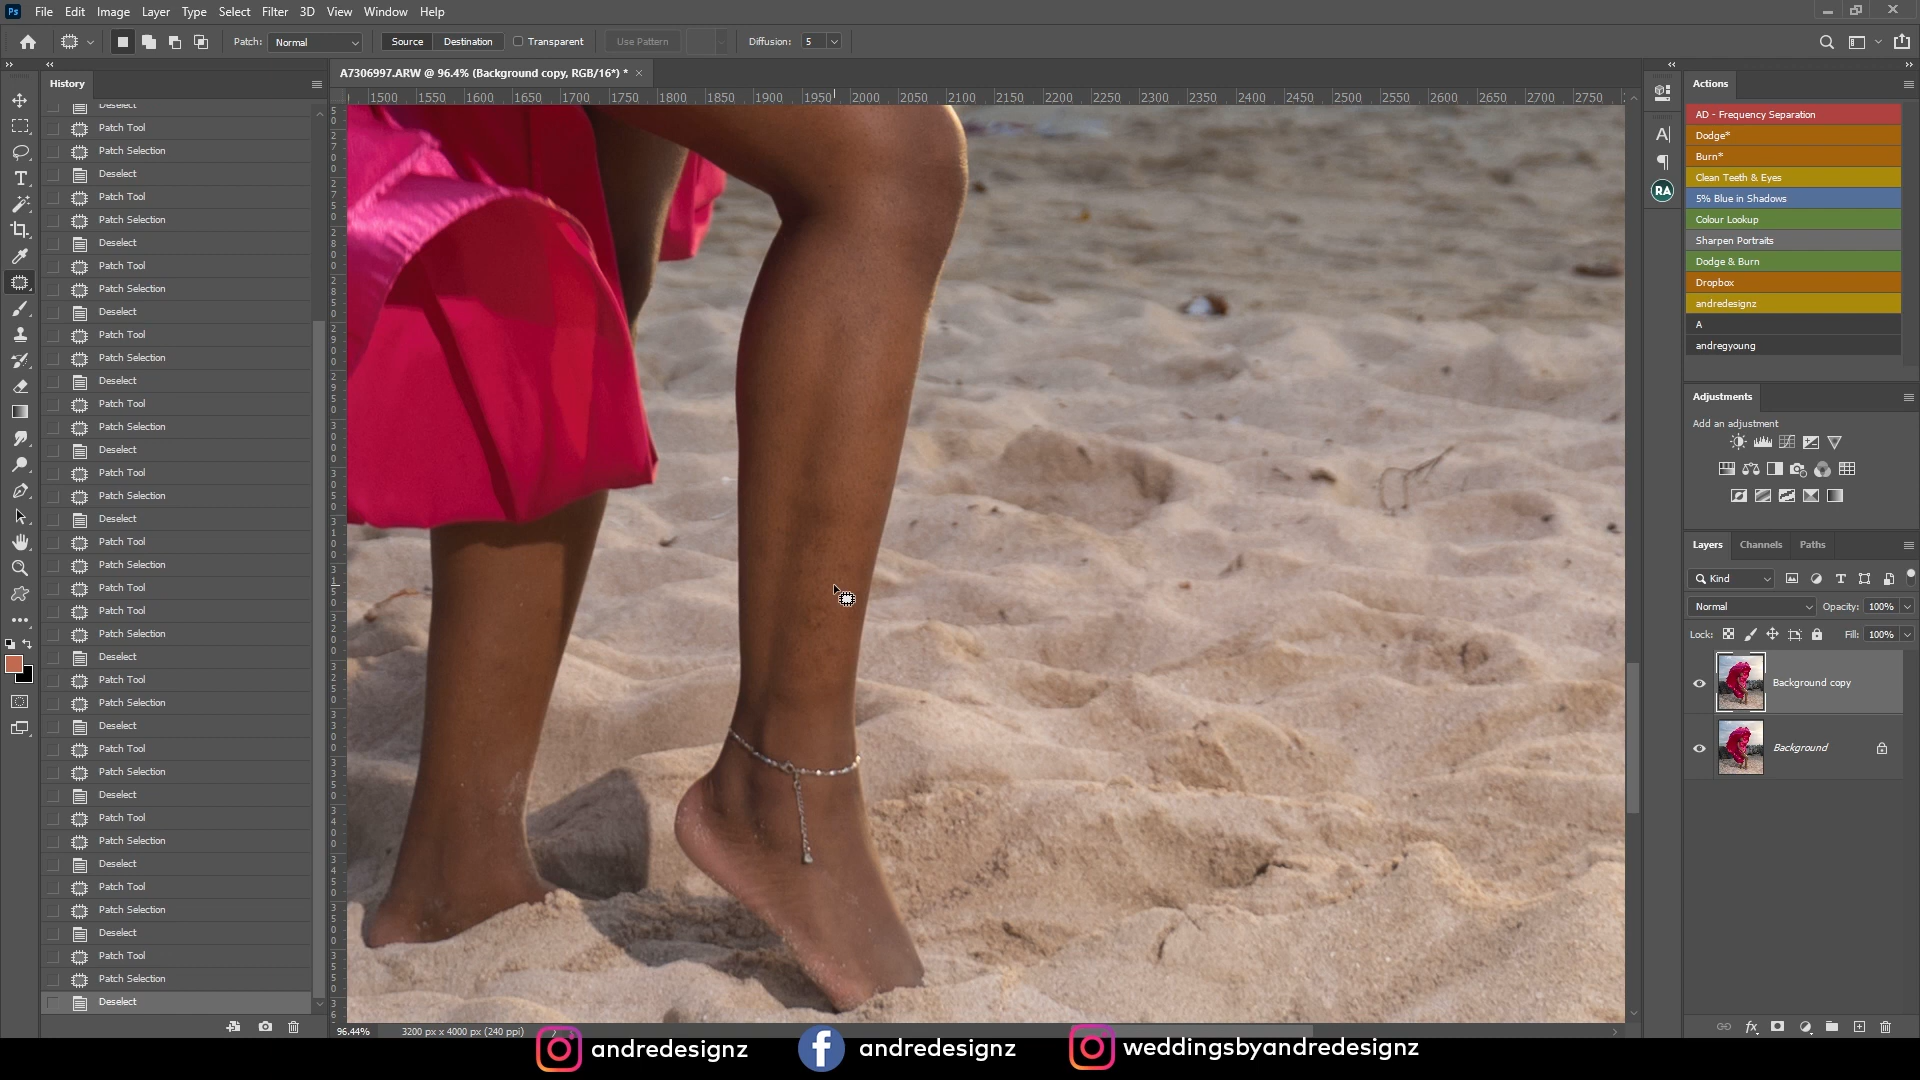 Ps File Edit Image Layer Type Select Filter 3D View Window Help
Patch: Normal Source Destination Transparent Use Pattern Diffusion: 5
History
A7306997.ARW @ 96.4% (Background copy, RGB/16*) * ×
1500 1550 1600 1650 1700 1750 1800 1850 1900 1950 2000 2050 2100 2150 2200 2250 2300 2350 2400 2450 2500 2550 2600 2650 2700 2750
Deselect
Patch Tool
Patch Selection
Deselect
Patch Tool
Patch Selection
Deselect
Patch Tool
Patch Selection
Deselect
Patch Tool
Patch Selection
Deselect
Patch Tool
Patch Selection
Deselect
Patch Tool
Patch Selection
Deselect
Patch Tool
Patch Selection
Patch Tool
Patch Tool
Patch Selection
Deselect
Patch Tool
Patch Selection
Deselect
Patch Tool
Patch Selection
Deselect
Patch Tool
Patch Selection
Deselect
Patch Tool
Patch Selection
Deselect
Patch Tool
Patch Selection
Deselect
96.44% 3200 px x 4000 px (240 ppi)
A
RA
Actions
AD - Frequency Separation
Dodge*
Burn*
Clean Teeth & Eyes
5% Blue in Shadows
Colour Lookup
Sharpen Portraits
Dodge & Burn
Dropbox
andredesignz
A
andregyoung
Adjustments
Add an adjustment
Layers Channels Paths
Kind
Normal Opacity: 100%
Lock: Fill: 100%
Background copy
Background
andredesignz andredesignz weddingsbyandredesignz